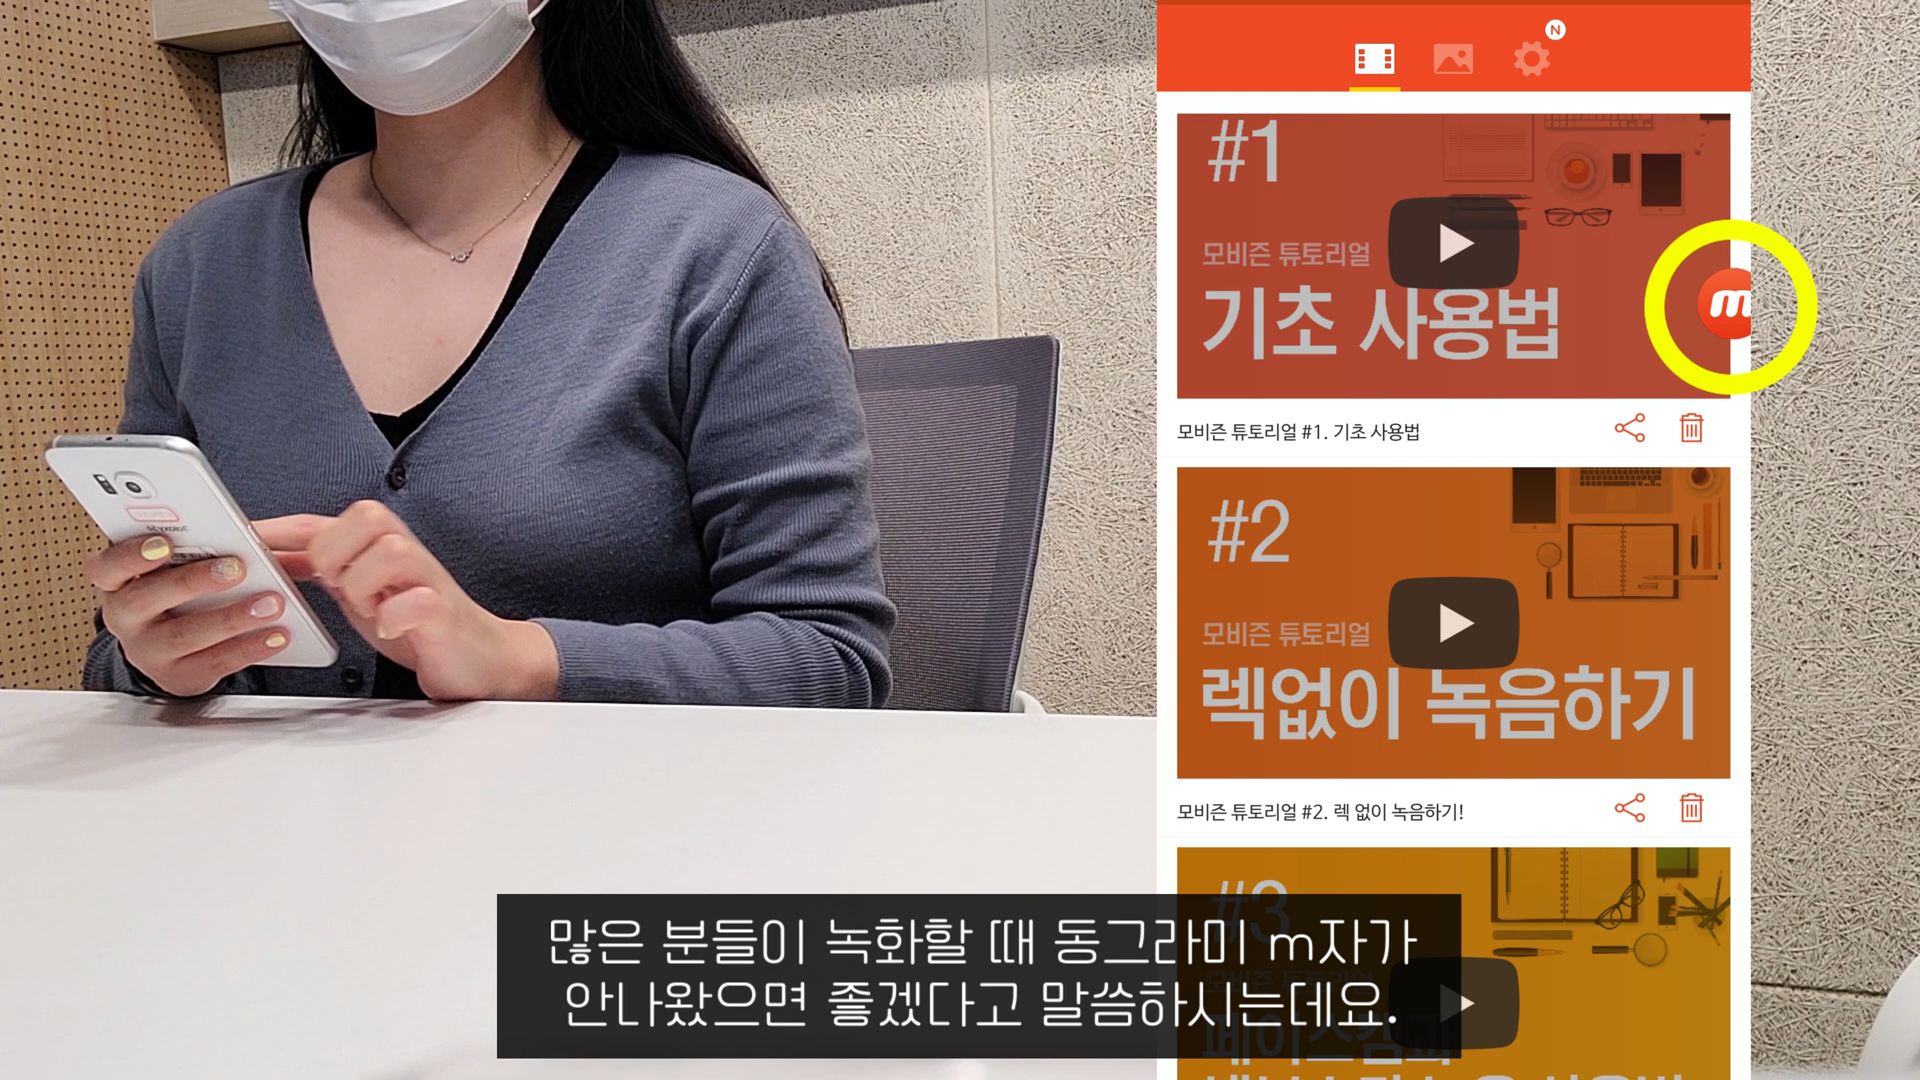 N
#1
모비즌 튜토리얼
기초 사용법
m
모비즌 튜토리얼 #1. 기초 사용법
#2
모비즌 튜토리얼
렉없이 녹음하기
모비즌 튜토리얼 #2. 렉 없이 녹음하기!
#3
많은 분들이 녹화할 때 동그라미 m자가
안나왔으면 좋겠다고 말씀하시는데요.